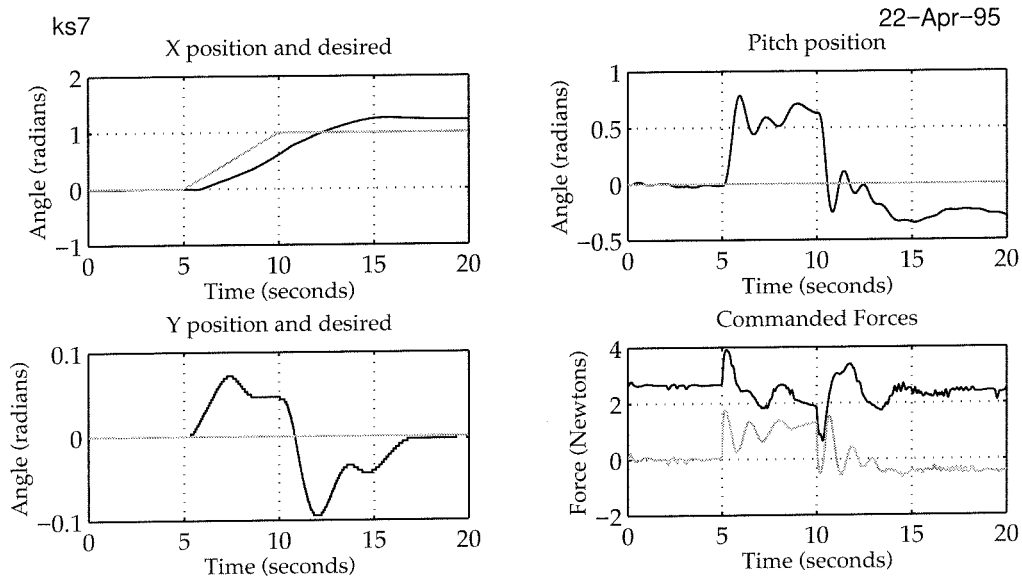 ks7
22-Apr-95
X position and desired
Angle (radians)
2
1
0
-1
0 5 10 15 20
Time (seconds)
Pitch position
Angle (radians)
1
0.5
0
-0.5
0 5 10 15 20
Time (seconds)
Y position and desired
Angle (radians)
0.1
0
-0.1
0 5 10 15 20
Time (seconds)
Commanded Forces
Force (Newtons)
4
2
0
-2
0 5 10 15 20
Time (seconds)